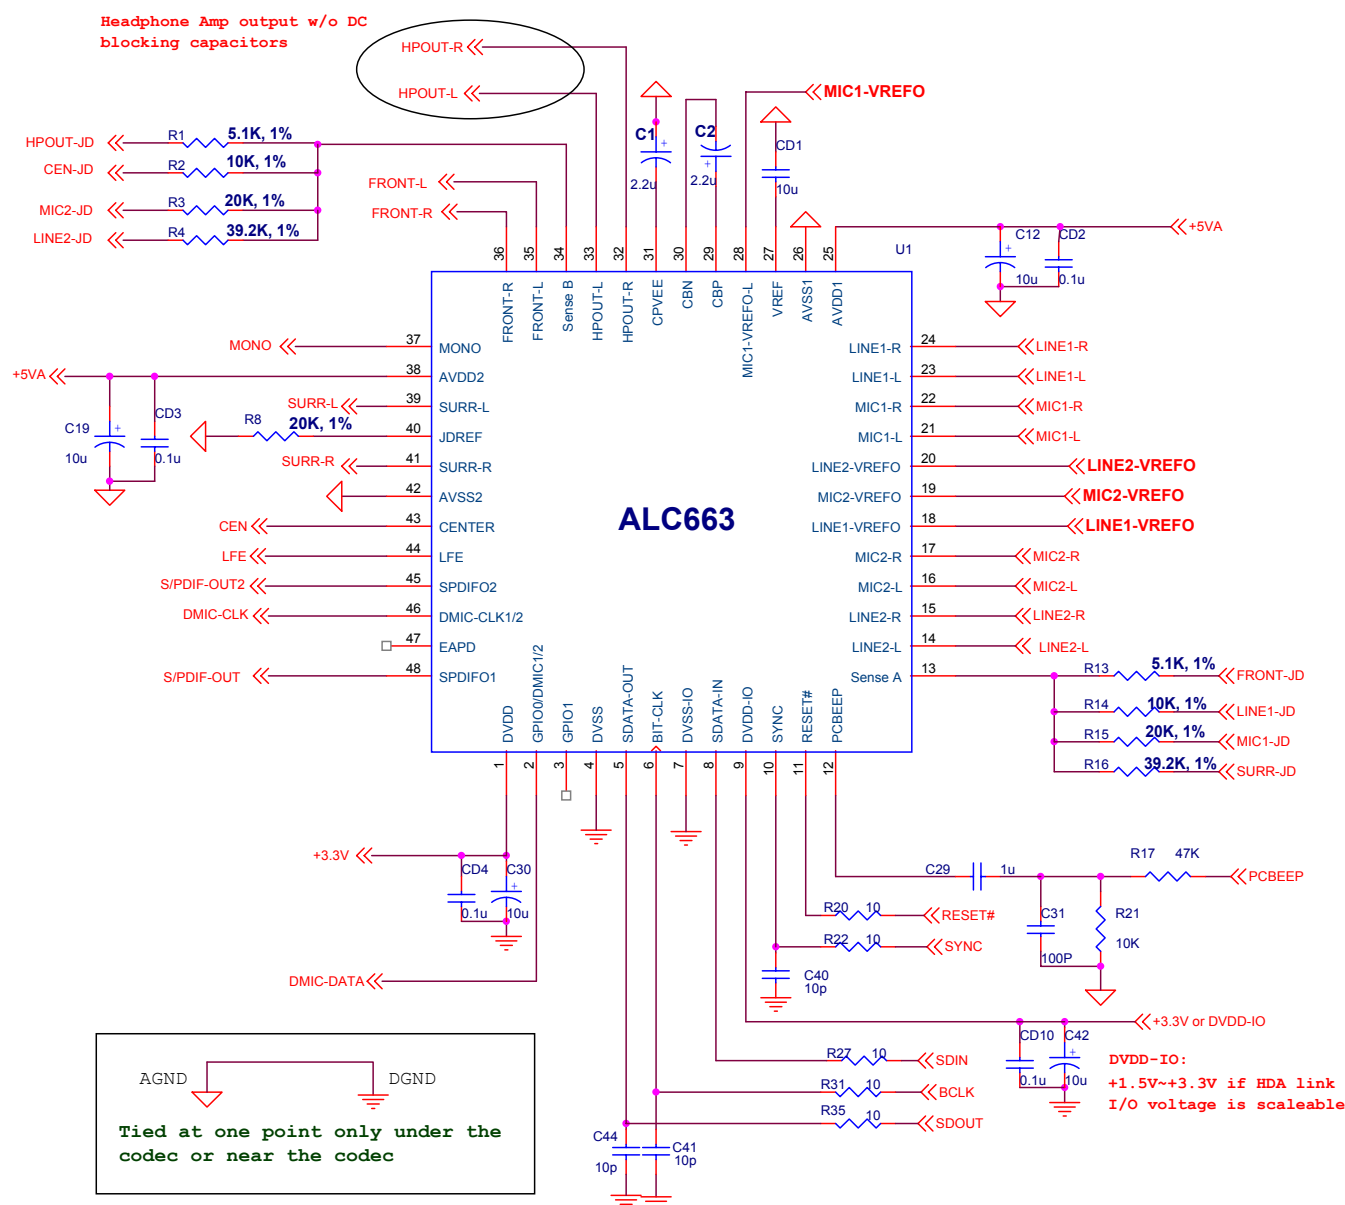 Headphone Amp output w/o DC
blocking capacitors
HPOUT-R
HPOUT-L
MIC1-VREFO
HPOUT-JD R1 5.1K, 1%
CEN-JD R2 10K, 1%
MIC2-JD R3 20K, 1%
LINE2-JD R4 39.2K, 1%
FRONT-L
FRONT-R
C1 + 2.2u
C2 + 2.2u
CD1 10u
+5VA
C12 + 10u
CD2 0.1u
U1
36 35 34 33 32 31 30 29 28 27 26 25
FRONT-R
FRONT-L
Sense B
HPOUT-L
HPOUT-R
CPVEE
CBN
CBP
MIC1-VREFO-L
VREF
AVSS1
AVDD1
MONO 37 MONO
+5VA 38 AVDD2
SURR-L 39 SURR-L
R8 20K, 1% 40 JDREF
SURR-R 41 SURR-R
42 AVSS2
CEN 43 CENTER
LFE 44 LFE
S/PDIF-OUT2 45 SPDIFO2
DMIC-CLK 46 DMIC-CLK1/2
47 EAPD
S/PDIF-OUT 48 SPDIFO1
C19 + 10u
CD3 0.1u
ALC663
LINE1-R 24 LINE1-R
LINE1-L 23 LINE1-L
MIC1-R 22 MIC1-R
MIC1-L 21 MIC1-L
LINE2-VREFO 20 LINE2-VREFO
MIC2-VREFO 19 MIC2-VREFO
LINE1-VREFO 18 LINE1-VREFO
MIC2-R 17 MIC2-R
MIC2-L 16 MIC2-L
LINE2-R 15 LINE2-R
LINE2-L 14 LINE2-L
Sense A 13
R13 5.1K, 1% FRONT-JD
R14 10K, 1% LINE1-JD
R15 20K, 1% MIC1-JD
R16 39.2K, 1% SURR-JD
DVDD
GPIO0/DMIC1/2
GPIO1
DVSS
SDATA-OUT
BIT-CLK
DVSS-IO
SDATA-IN
DVDD-IO
SYNC
RESET#
PCBEEP
1 2 3 4 5 6 7 8 9 10 11 12
+3.3V
CD4 0.1u
C30 + 10u
C29 1u
R17 47K
PCBEEP
C31 100P
R21 10K
R20 10 RESET#
R22 10 SYNC
C40 10p
DMIC-DATA
+3.3V or DVDD-IO
CD10 0.1u
C42 + 10u
R27 10 SDIN
R31 10 BCLK
R35 10 SDOUT
C44 10p
C41 10p
DVDD-IO:
+1.5V~+3.3V if HDA link
I/O voltage is scaleable
AGND DGND
Tied at one point only under the
codec or near the codec